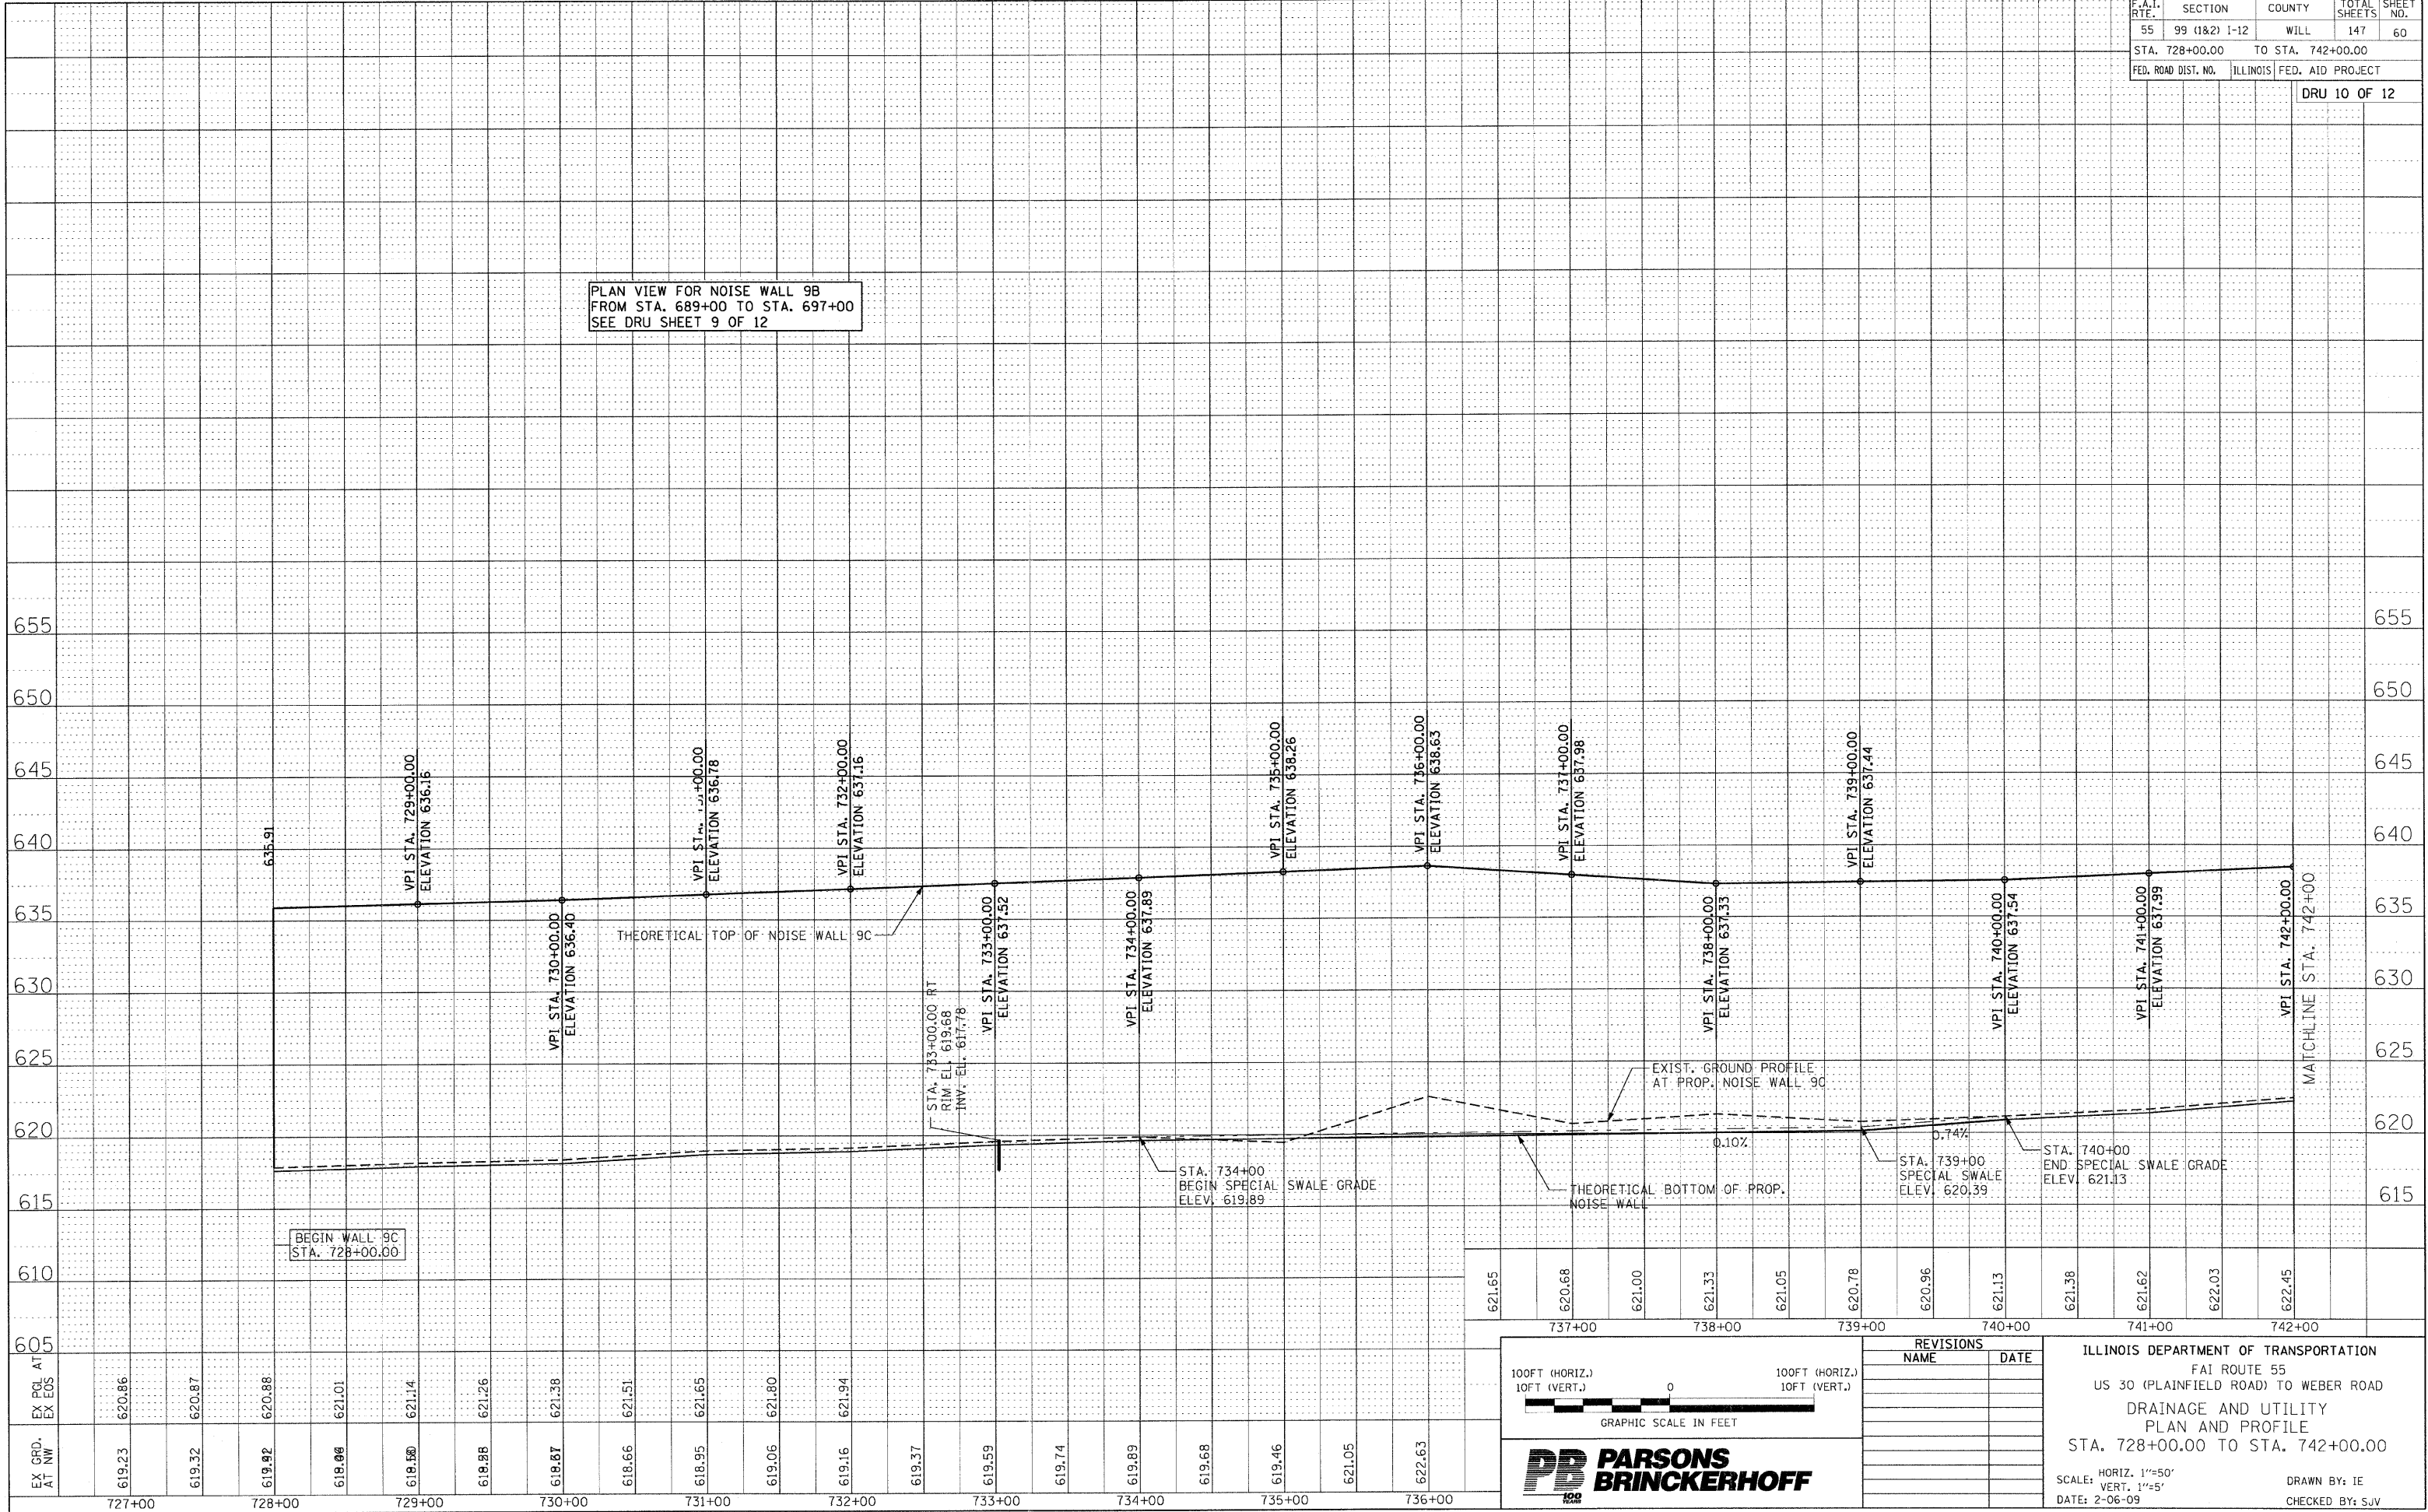 F.A.I. RTE. SECTION COUNTY TOTAL SHEETS SHEET NO.
55 99 (1&2) I-12 WILL 147 60
STA. 728+00.00 TO STA. 742+00.00
FED. ROAD DIST. NO. ILLINOIS FED. AID PROJECT
DRU 10 OF 12
PLAN VIEW FOR NOISE WALL 9B
FROM STA. 689+00 TO STA. 697+00
SEE DRU SHEET 9 OF 12
655 655
650 650
645 645
640 640
635 635
630 630
625 625
620 620
615 615
610
605
635.91
VPI STA. 729+00.00
ELEVATION 636.16
VPI STA. 730+00.00
ELEVATION 636.40
+00.00
ELEVATION 636.78
VPI STA. 732+00.00
ELEVATION 637.16
VPI STA. 733+00.00
ELEVATION 637.52
VPI STA. 734+00.00
ELEVATION 637.89
VPI STA. 735+00.00
ELEVATION 638.26
VPI STA. 736+00.00
ELEVATION 638.63
VPI STA. 737+00.00
ELEVATION 637.98
VPI STA. 738+00.00
ELEVATION 637.33
VPI STA. 739+00.00
ELEVATION 637.44
VPI STA. 740+00.00
ELEVATION 637.54
VPI STA. 741+00.00
ELEVATION 637.99
VPI STA. 742+00.00
MATCHLINE STA. 742+00
THEORETICAL TOP OF NOISE WALL 9C
STA. 733+00.00 RT
RIM EL. 619.68
INV. EL. 617.78
EXIST. GROUND PROFILE
AT PROP. NOISE WALL 9C
0.10%
0.74%
STA. 734+00
BEGIN SPECIAL SWALE GRADE
ELEV. 619.89
THEORETICAL BOTTOM OF PROP.
NOISE WALL
STA. 739+00
SPECIAL SWALE
ELEV. 620.39
STA. 740+00
END SPECIAL SWALE GRADE
ELEV. 621.13
BEGIN WALL 9C
STA. 728+00.00
621.65 620.68 621.00 621.33 621.05 620.78 620.96 621.13 621.38 621.62 622.03 622.45
737+00 738+00 739+00 740+00 741+00 742+00
EX PGL AT
EX EOS
620.86 620.87 620.88 621.01 621.14 621.26 621.38 621.51 621.65 621.80 621.94
EX GRD.
AT NW
619.23 619.32 618.66 618.95 619.06 619.16 619.37 619.59 619.74 619.89 619.68 619.46 621.05 622.63
727+00 728+00 729+00 730+00 731+00 732+00 733+00 734+00 735+00 736+00
100FT (HORIZ.) 100FT (HORIZ.)
10FT (VERT.) 0 10FT (VERT.)
GRAPHIC SCALE IN FEET
PB PARSONS
BRINCKERHOFF
100
YEARS
REVISIONS
NAME DATE
ILLINOIS DEPARTMENT OF TRANSPORTATION
FAI ROUTE 55
US 30 (PLAINFIELD ROAD) TO WEBER ROAD
DRAINAGE AND UTILITY
PLAN AND PROFILE
STA. 728+00.00 TO STA. 742+00.00
SCALE: HORIZ. 1"=50'
VERT. 1"=5'
DRAWN BY: IE
DATE: 2-06-09
CHECKED BY: SJV